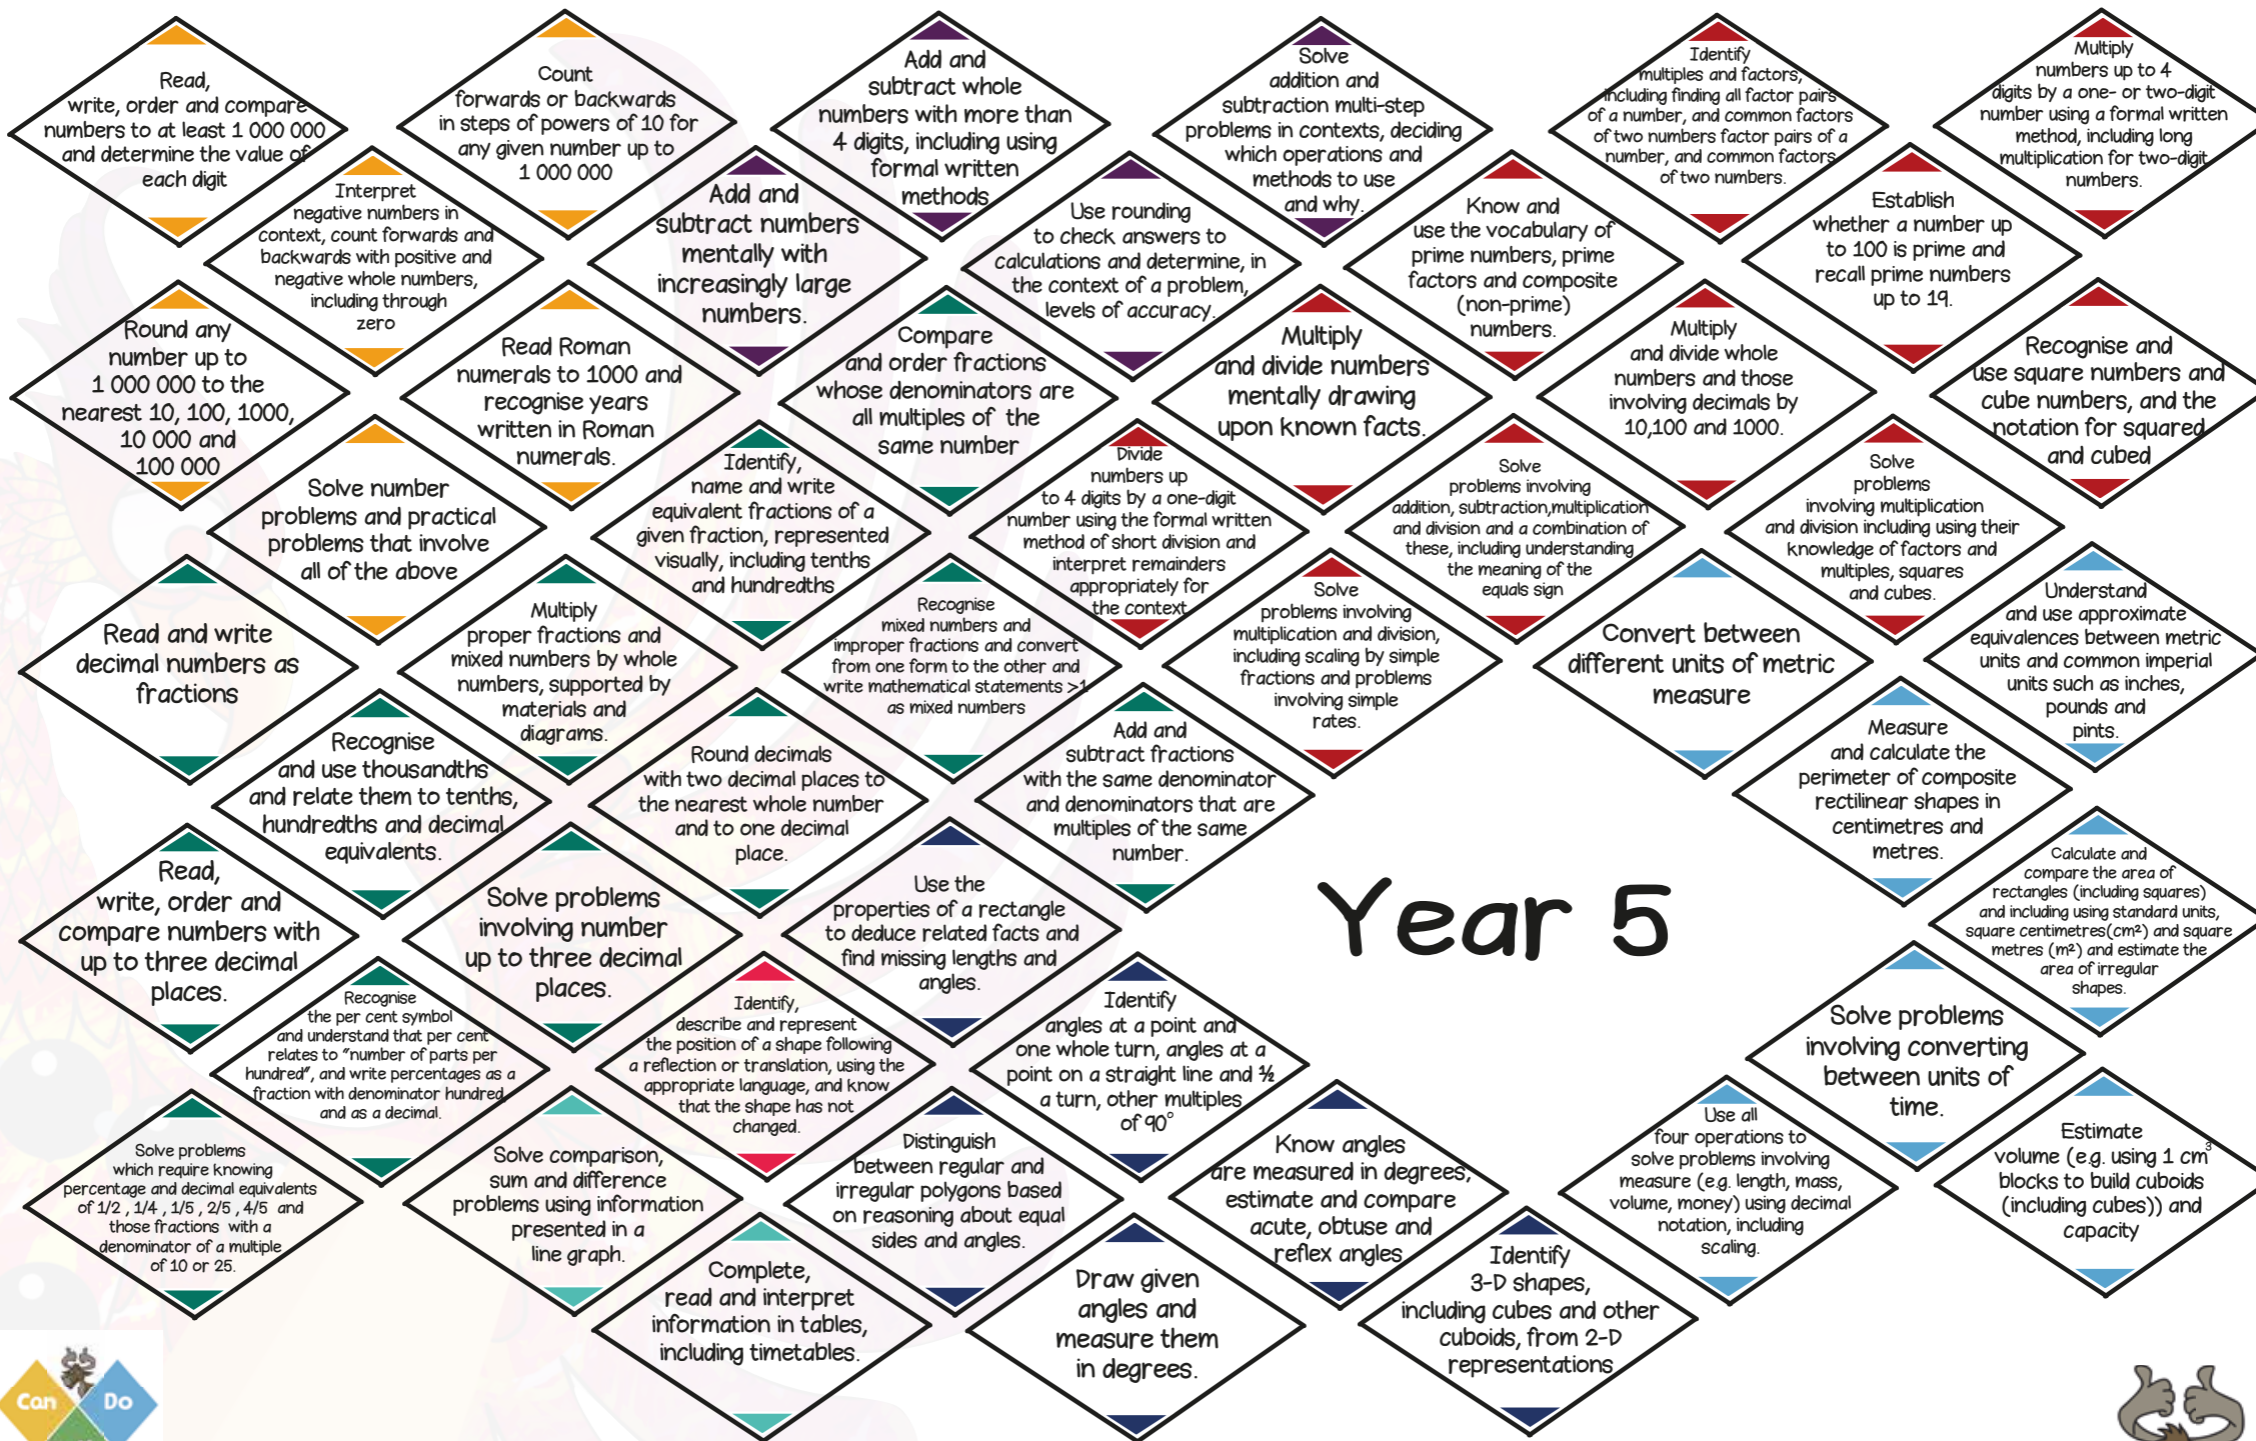 Read,
write, order and compare
numbers to at least 1 000 000
and determine the value of
each digit
Count
forwards or backwards
in steps of powers of 10 for
any given number up to
1 000 000
Add and
subtract whole
numbers with more than
4 digits, including using
formal written
methods
Solve
addition and
subtraction multi-step
problems in contexts, deciding
which operations and
methods to use
and why.
Identify
multiples and factors,
including finding all factor pairs
of a number, and common factors
of two numbers factor pairs of a
number, and common factors
of two numbers.
Multiply
numbers up to 4
digits by a one- or two-digit
number using a formal written
method, including long
multiplication for two-digit
numbers.
Interpret
negative numbers in
context, count forwards and
backwards with positive and
negative whole numbers,
including through
zero
Add and
subtract numbers
mentally with
increasingly large
numbers.
Use rounding
to check answers to
calculations and determine, in
the context of a problem,
levels of accuracy.
Know and
use the vocabulary of
prime numbers, prime
factors and composite
(non-prime)
numbers.
Establish
whether a number up
to 100 is prime and
recall prime numbers
up to 19.
Round any
number up to
1 000 000 to the
nearest 10, 100, 1000,
10 000 and
100 000
Read Roman
numerals to 1000 and
recognise years
written in Roman
numerals.
Compare
and order fractions
whose denominators are
all multiples of the
same number
Multiply
and divide numbers
mentally drawing
upon known facts.
Multiply
and divide whole
numbers and those
involving decimals by
10,100 and 1000.
Recognise and
use square numbers and
cube numbers, and the
notation for squared
and cubed
Solve number
problems and practical
problems that involve
all of the above
Identify,
name and write
equivalent fractions of a
given fraction, represented
visually, including tenths
and hundredths
Divide
numbers up
to 4 digits by a one-digit
number using the formal written
method of short division and
interpret remainders
appropriately for
the context
Solve
problems involving
addition, subtraction,multiplication
and division and a combination of
these, including understanding
the meaning of the
equals sign
Solve
problems
involving multiplication
and division including using their
knowledge of factors and
multiples, squares
and cubes.
Read and write
decimal numbers as
fractions
Multiply
proper fractions and
mixed numbers by whole
numbers, supported by
materials and
diagrams.
Recognise
mixed numbers and
improper fractions and convert
from one form to the other and
write mathematical statements >1
as mixed numbers
Solve
problems involving
multiplication and division,
including scaling by simple
fractions and problems
involving simple
rates.
Convert between
different units of metric
measure
Understand
and use approximate
equivalences between metric
units and common imperial
units such as inches,
pounds and
pints.
Recognise
and use thousandths
and relate them to tenths,
hundredths and decimal
equivalents.
Round decimals
with two decimal places to
the nearest whole number
and to one decimal
place.
Add and
subtract fractions
with the same denominator
and denominators that are
multiples of the same
number.
Measure
and calculate the
perimeter of composite
rectilinear shapes in
centimetres and
metres.
Read,
write, order and
compare numbers with
up to three decimal
places.
Solve problems
involving number
up to three decimal
places.
Use the
properties of a rectangle
to deduce related facts and
find missing lengths and
angles.
Year 5
Calculate and
compare the area of
rectangles (including squares)
and including using standard units,
square centimetres(cm²) and square
metres (m²) and estimate the
area of irregular
shapes.
Recognise
the per cent symbol
and understand that per cent
relates to "number of parts per
hundred", and write percentages as a
fraction with denominator hundred
and as a decimal.
Identify,
describe and represent
the position of a shape following
a reflection or translation, using the
appropriate language, and know
that the shape has not
changed.
Identify
angles at a point and
one whole turn, angles at a
point on a straight line and ½
a turn, other multiples
of 90°
Solve problems
involving converting
between units of
time.
Solve problems
which require knowing
percentage and decimal equivalents
of 1/2 , 1/4 , 1/5 , 2/5 , 4/5 and
those fractions with a
denominator of a multiple
of 10 or 25.
Solve comparison,
sum and difference
problems using information
presented in a
line graph.
Distinguish
between regular and
irregular polygons based
on reasoning about equal
sides and angles.
Know angles
are measured in degrees,
estimate and compare
acute, obtuse and
reflex angles
Use all
four operations to
solve problems involving
measure (e.g. length, mass,
volume, money) using decimal
notation, including
scaling.
Estimate
volume (e.g. using 1 cm³
blocks to build cuboids
(including cubes)) and
capacity
Complete,
read and interpret
information in tables,
including timetables.
Draw given
angles and
measure them
in degrees.
Identify
3-D shapes,
including cubes and other
cuboids, from 2-D
representations
Can Do